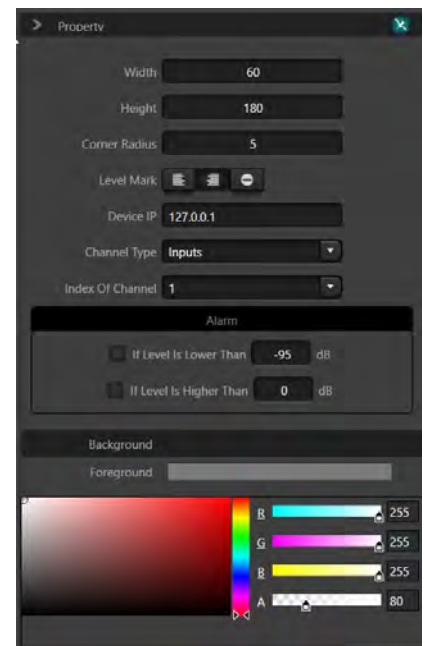 Property
Width 60
Height 180
Corner Radius 5
Level Mark
Device IP 127.0.0.1
Channel Type Inputs
Index Of Channel 1
Alarm
If Level Is Lower Than -95 dB
If Level Is Higher Than 0 dB
Background
Foreground
R 255
G 255
B 255
A 80